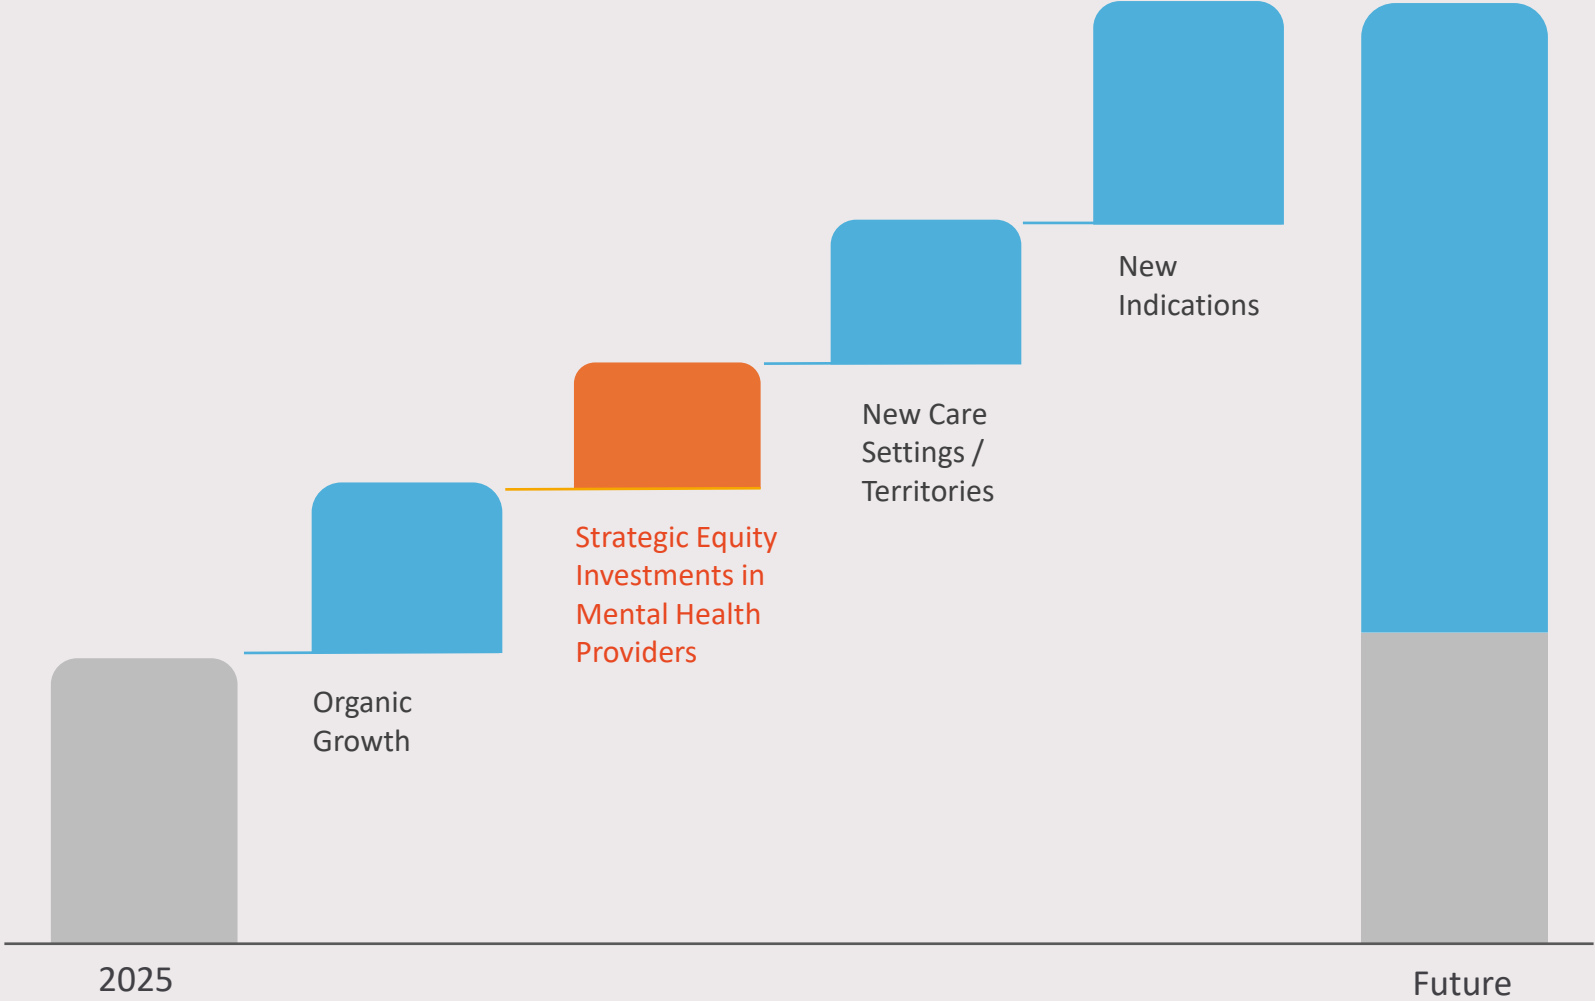 New
Indications
New Care
Settings /
Territories
Strategic Equity
Investments in
Mental Health
Providers
Organic
Growth
2025
Future